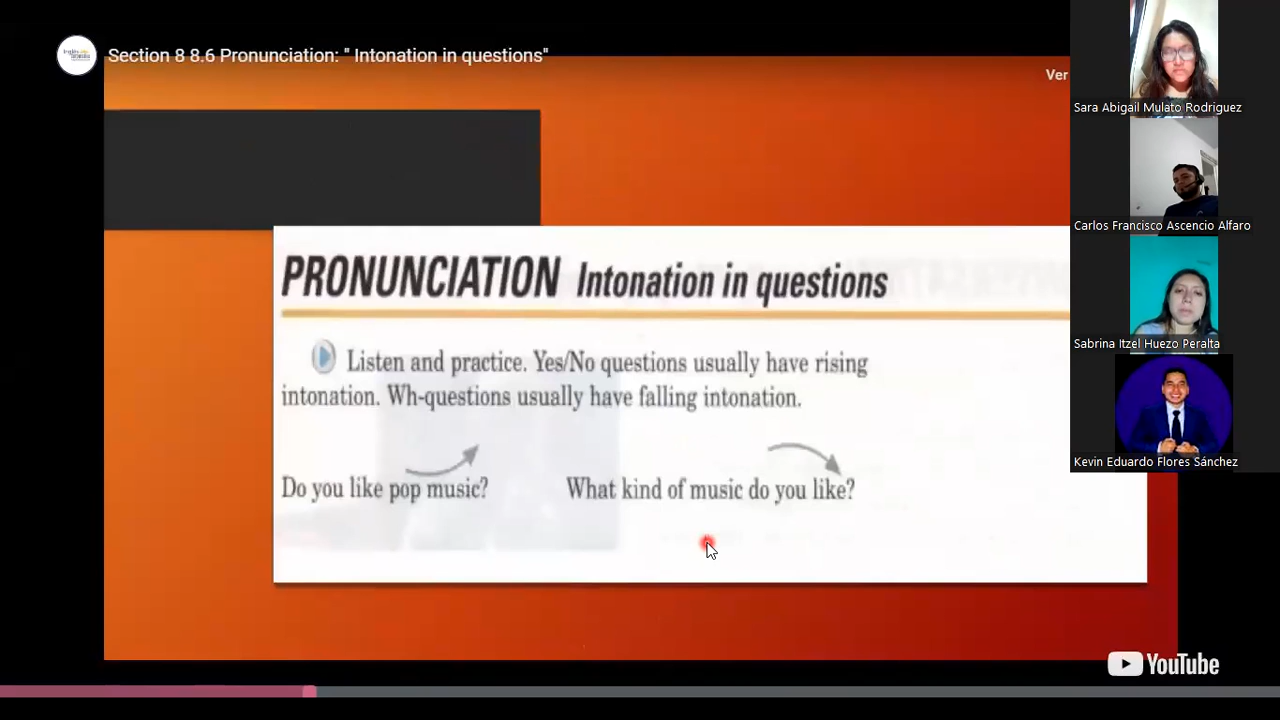 Section 8 8.6 Pronunciation: " Intonation in questions"
Ver
PRONUNCIATION Intonation in questions
Listen and practice. Yes/No questions usually have rising
intonation. Wh-questions usually have falling intonation.
Do you like pop music? What kind of music do you like?
YouTube
Sara Abigail Mulato Rodriguez
Carlos Francisco Ascencio Alfaro
Sabrina Itzel Huezo Peralta
Kevin Eduardo Flores Sánchez